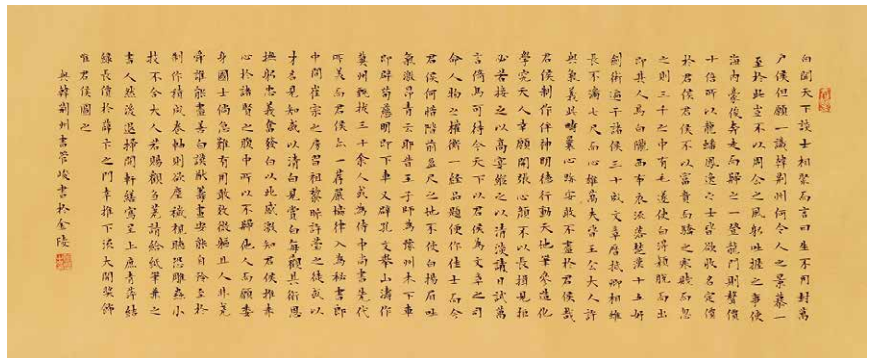 白聞天下談士相聚而言曰生不用封萬
戶侯但願一識韓荊州何令人之景慕一
至於此豈不以周公之風躬吐握之事使
海內豪俊奔走而歸之一登龍門則聲價
十倍所以龍蟠鳳逸之士皆欲收名定價
於君侯君侯不以富貴而驕之寒賤而忽
之則三千之中有毛遂使白得穎脫而出
即其人焉白隴西布衣流落楚漢十五好
劍術遍干諸侯三十成文章歷抵卿相雖
長不滿七尺而心雄萬夫皆王公大人許
與氣義此疇曩心跡安敢不盡於君侯哉
君侯制作侔神明德行動天地筆參造化
學究天人幸願開張心顏不以長揖見拒
必若接之以高宴縱之以清談請日試萬
言倚馬可待今天下以君侯為文章之司
命人物之權衡一經品題便作佳士而今
君侯何惜階前盈尺之地不使白揚眉吐
氣激昂青雲耶昔王子師為豫州未下車
即辟荀慈明既下車又辟孔文舉山濤作
冀州甄拔三十余人或為侍中尚書先代
所美而君侯亦一薦嚴協律入為秘書郎
中間崔宗之房習祖黎昕許瑩之徒或以
才名見知或以清白見賞白每觀其銜恩
撫躬忠義奮發白以此感激知君侯推赤
心於諸賢之腹中所以不歸他人而願委
身國士倘急難有用敢效微軀且人非堯
舜誰能盡善白謨猷籌畫安能自矜至於
制作積成卷軸則欲塵穢視聽恐雕蟲小
技不合大人若賜觀芻蕘請給紙筆兼之
書人然後退掃閒軒繕寫呈上庶青萍結
綠長價於薛卞之門幸推下流大開獎飾
唯君侯圖之
與韓荊州書管峻書於金陵